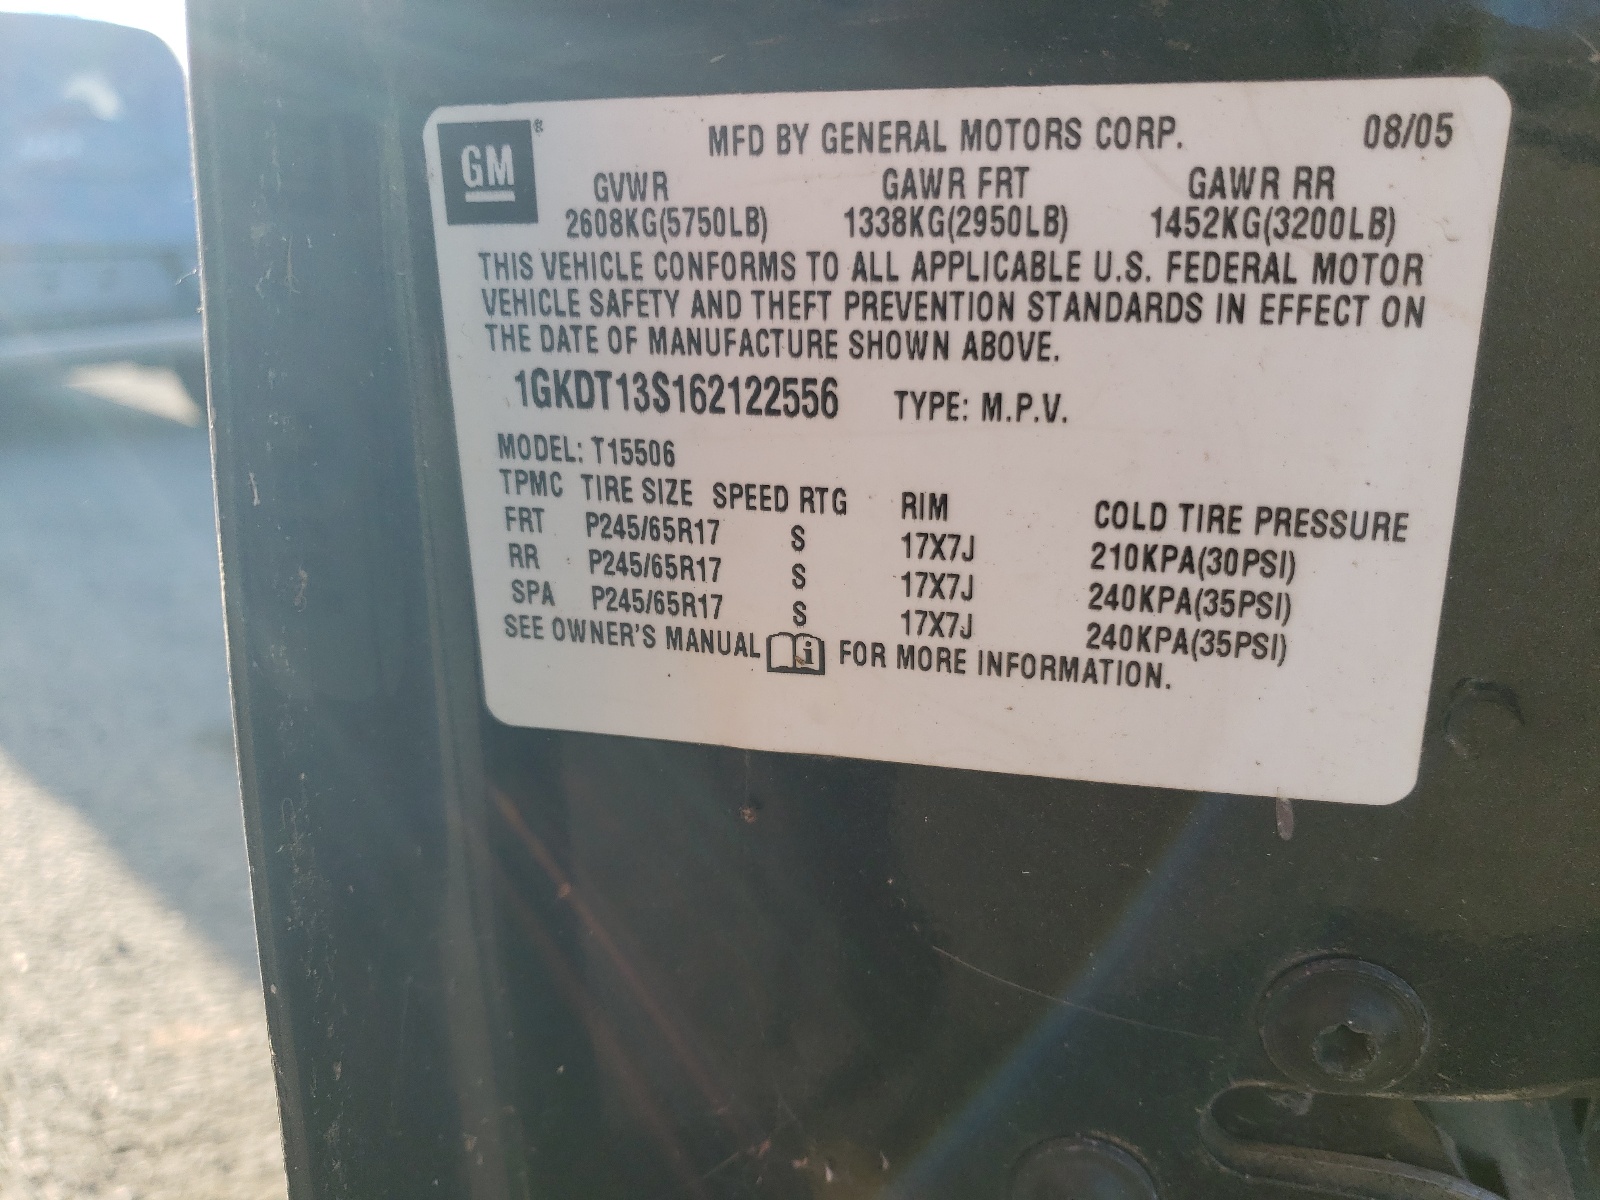 GM®
MFD BY GENERAL MOTORS CORP. 08/05
GVWR GAWR FRT GAWR RR
2608KG(5750LB) 1338KG(2950LB) 1452KG(3200LB)
THIS VEHICLE CONFORMS TO ALL APPLICABLE U.S. FEDERAL MOTOR
VEHICLE SAFETY AND THEFT PREVENTION STANDARDS IN EFFECT ON
THE DATE OF MANUFACTURE SHOWN ABOVE.
1GKDT13S162122556 TYPE: M.P.V.
MODEL: T15506
TPMC TIRE SIZE SPEED RTG RIM COLD TIRE PRESSURE
FRT P245/65R17 S 17X7J 210KPA(30PSI)
RR P245/65R17 S 17X7J 240KPA(35PSI)
SPA P245/65R17 S 17X7J 240KPA(35PSI)
SEE OWNER'S MANUAL i FOR MORE INFORMATION.